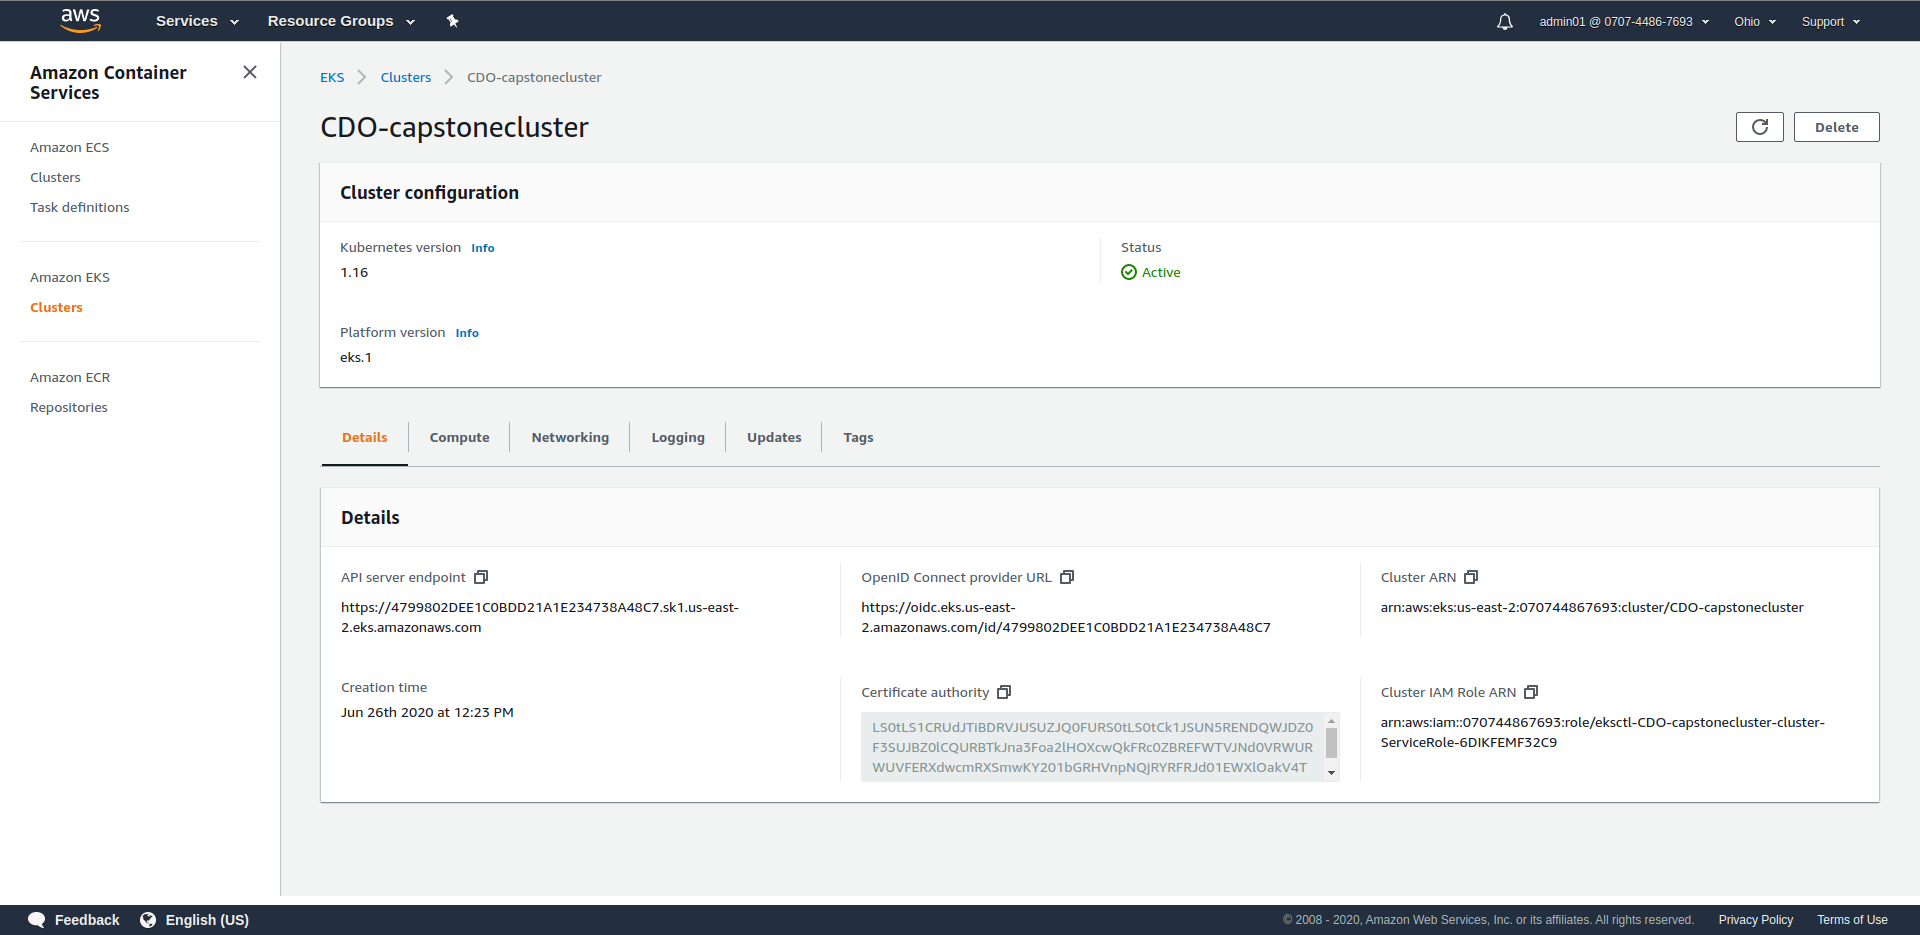 aws
Services
Resource Groups
admin01 @ 0707-4486-7693
Ohio
Support
Amazon Container
Services
Amazon ECS
Clusters
Task definitions
Amazon EKS
Clusters
Amazon ECR
Repositories
EKS
Clusters
CDO-capstonecluster
CDO-capstonecluster
Delete
Cluster configuration
Kubernetes version Info
1.16
Status
Active
Platform version Info
eks.1
Details
Compute
Networking
Logging
Updates
Tags
Details
API server endpoint
https://4799802DEE1C0BDD21A1E234738A48C7.sk1.us-east-
2.eks.amazonaws.com
OpenID Connect provider URL
https://oidc.eks.us-east-
2.amazonaws.com/id/4799802DEE1C0BDD21A1E234738A48C7
Cluster ARN
arn:aws:eks:us-east-2:070744867693:cluster/CDO-capstonecluster
Creation time
Jun 26th 2020 at 12:23 PM
Certificate authority
LS0tLS1CRUdJTiBDRVJUSUZJQ0FURS0tLS0tCk1JSUN5RENDQWJDZ0
F3SUJBZ0lCQURBTkJna3Foa2lHOXcwQkFRc0ZBREFWTVJNd0VRWUR
WUVFERXdwcmRXSmwKY201bGRHVnpNQjRYRFRJd01EWXlOakV4T
Cluster IAM Role ARN
arn:aws:iam::070744867693:role/eksctl-CDO-capstonecluster-cluster-
ServiceRole-6DIKFEMF32C9
Feedback
English (US)
© 2008 - 2020, Amazon Web Services, Inc. or its affiliates. All rights reserved.
Privacy Policy
Terms of Use